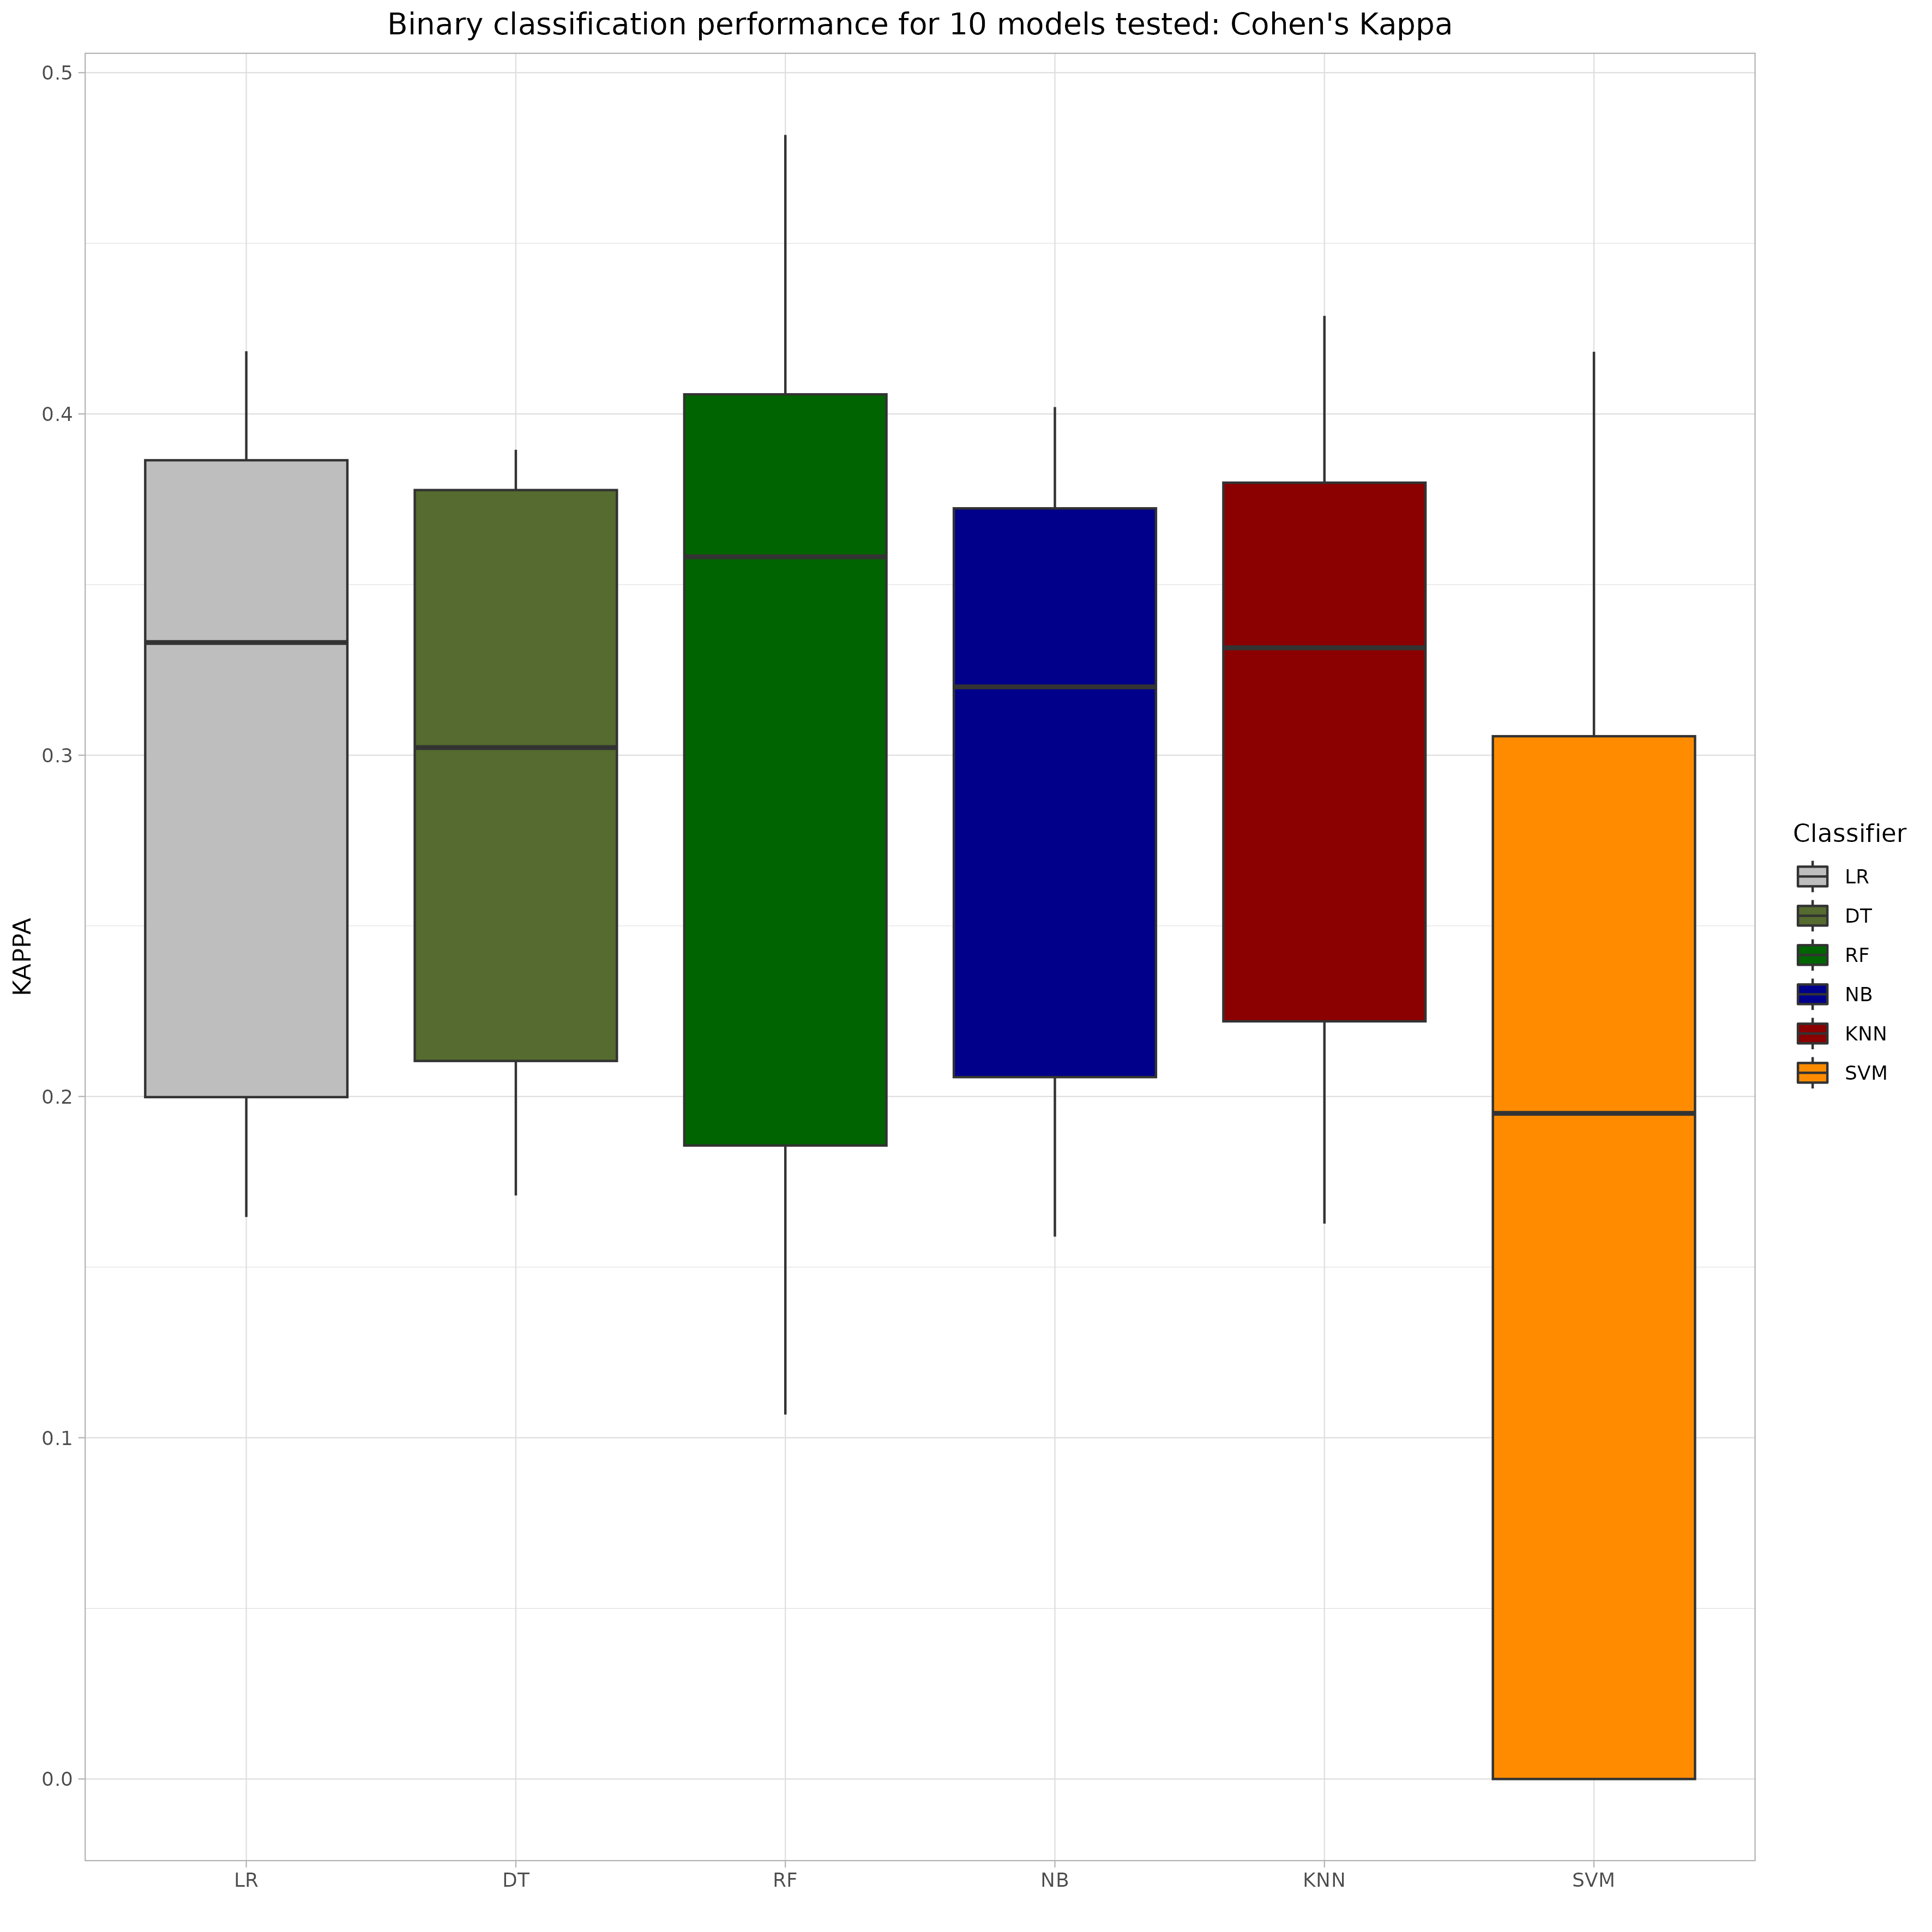 Binary classification performance for 10 models tested: Cohen's Kappa
0.5
0.4
0.3
0.2
0.1
0.0
KAPPA
LR
DT
RF
NB
KNN
SVM
Classifier
LR
DT
RF
NB
KNN
SVM